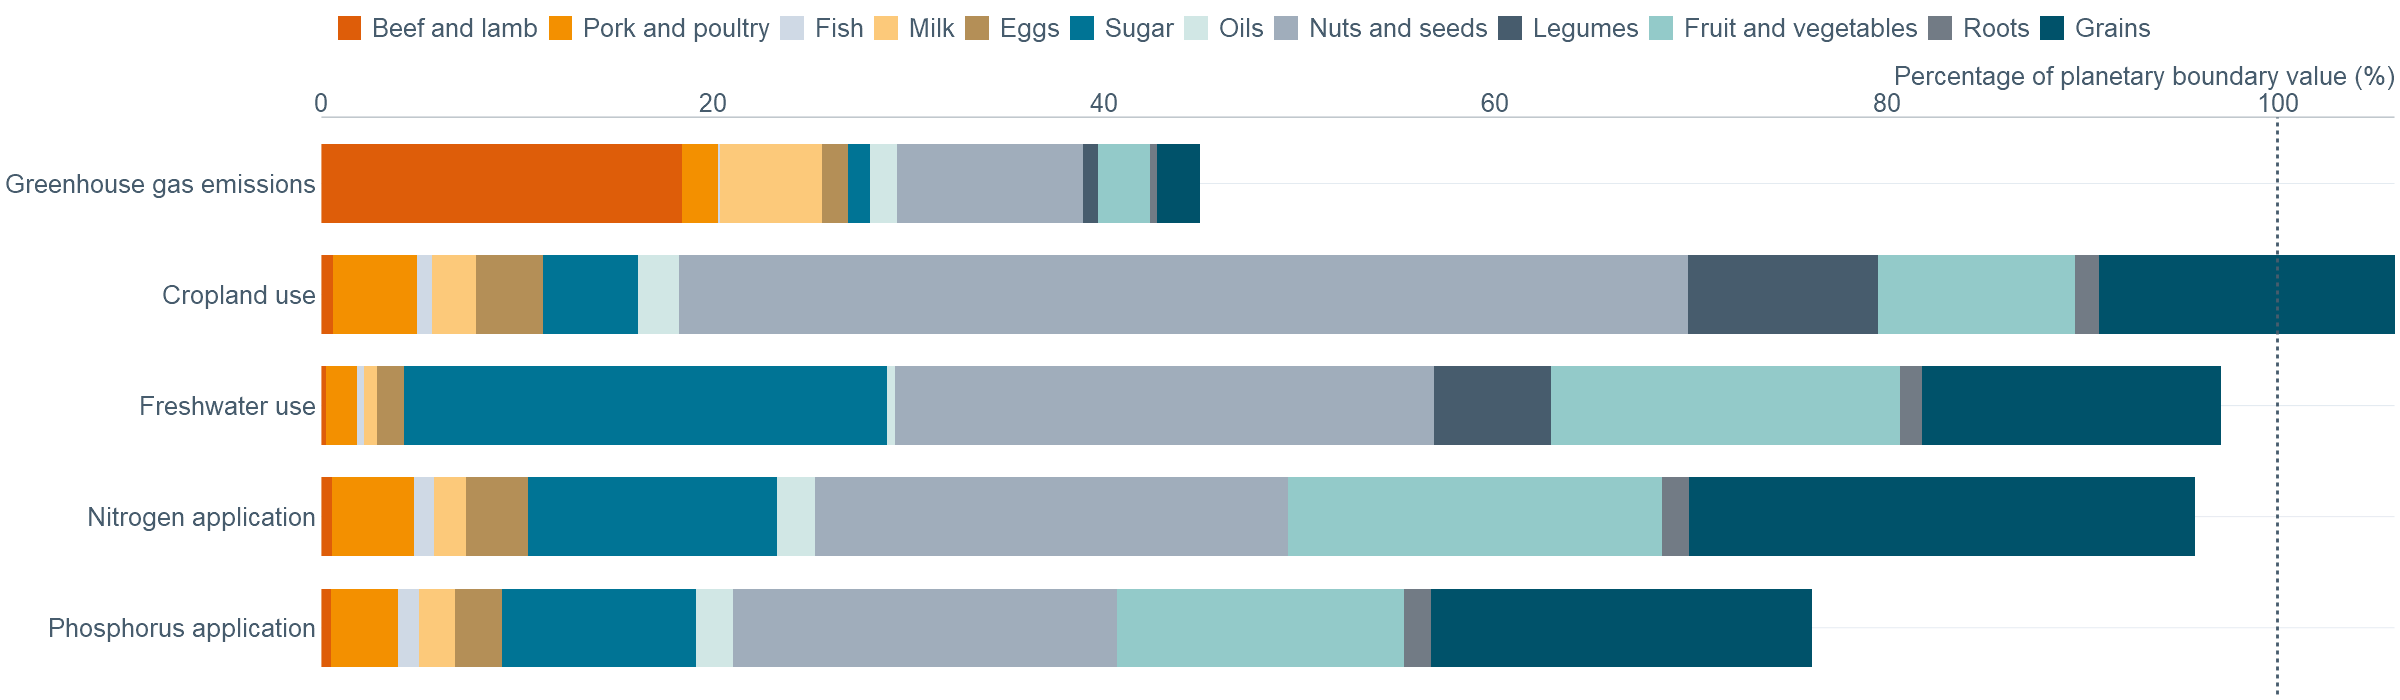 Beef and lamb Pork and poultry Fish Milk Eggs Sugar Oils Nuts and seeds Legumes Fruit and vegetables Roots Grains
Percentage of planetary boundary value (%)
0 20 40 60 80 100
Greenhouse gas emissions
Cropland use
Freshwater use
Nitrogen application
Phosphorus application